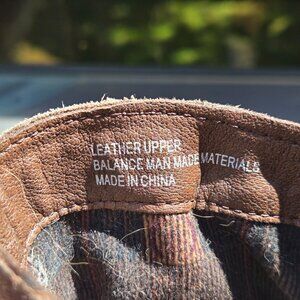 LEATHER UPPER
BALANCE MAN MADE MATERIALS
MADE IN CHINA